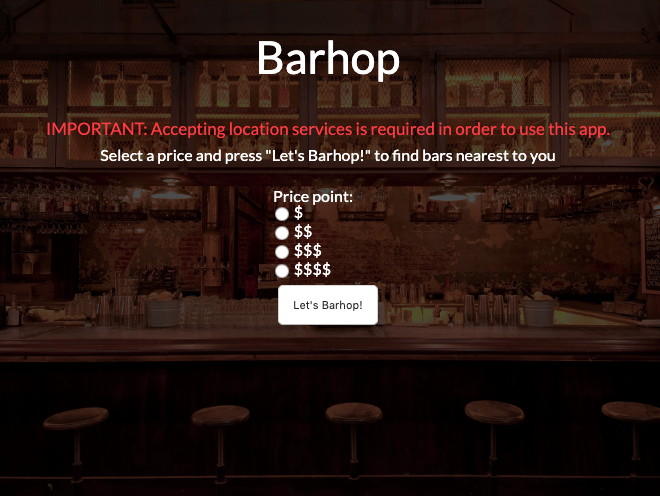 Barhop
IMPORTANT: Accepting location services is required in order to use this app.
Select a price and press "Let's Barhop!" to find bars nearest to you
Price point:
$
$$
$$$
$$$$
Let's Barhop!